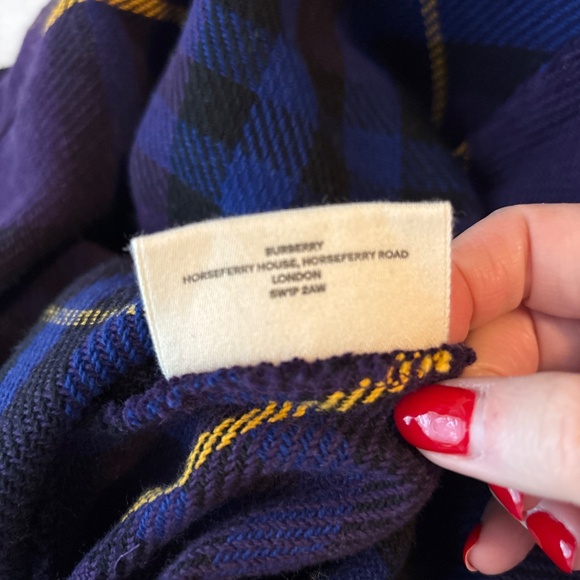 BURBERRY
HORSEFERRY HOUSE, HORSEFERRY ROAD
LONDON
SW1P 2AW